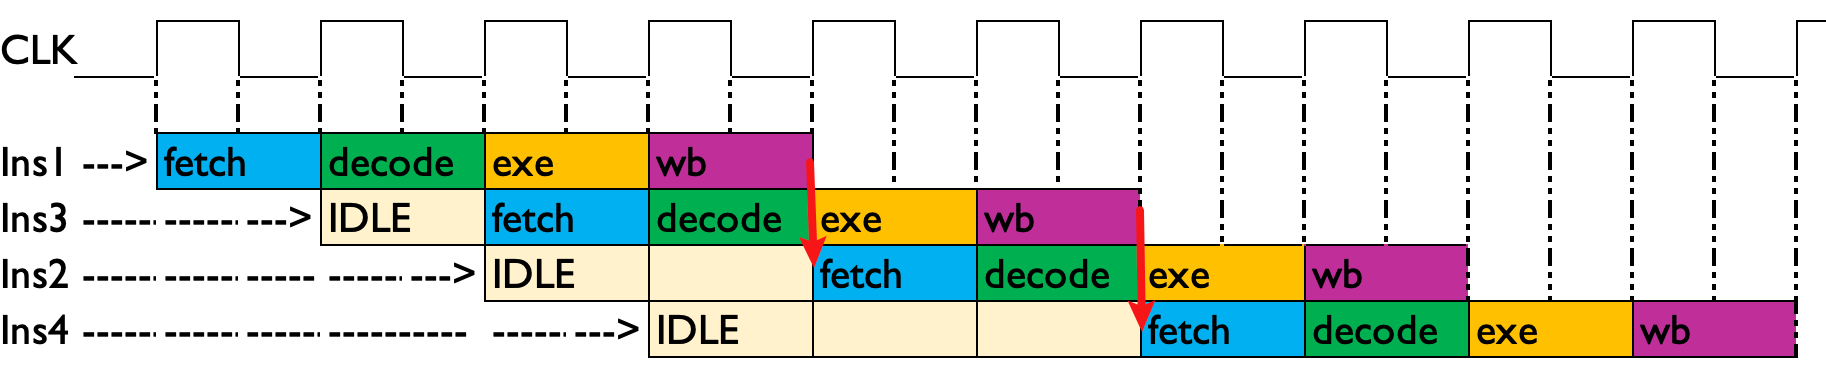 CLK
Ins1 ---> fetch decode exe wb
Ins3 ------ ------ ---> IDLE fetch decode exe wb
Ins2 ------ ------ ------ ------ ---> IDLE fetch decode exe wb
Ins4 ------ ------ ------ ---------- ------ ---> IDLE fetch decode exe wb